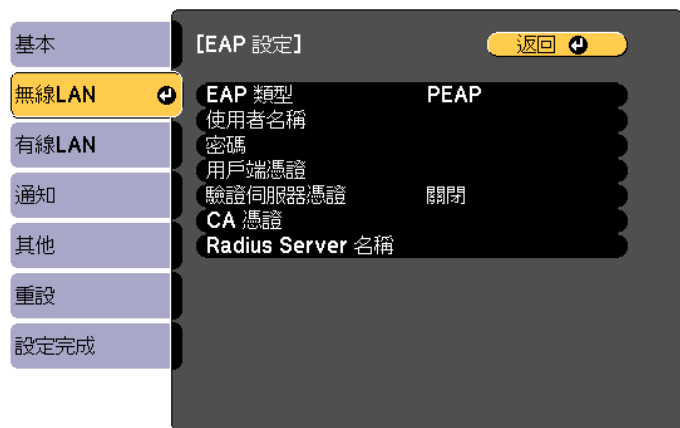 基本
無線LAN
有線LAN
通知
其他
重設
設定完成
[EAP 設定]
返回
EAP 類型 PEAP
使用者名稱
密碼
用戶端憑證
驗證伺服器憑證 關閉
CA 憑證
Radius Server 名稱